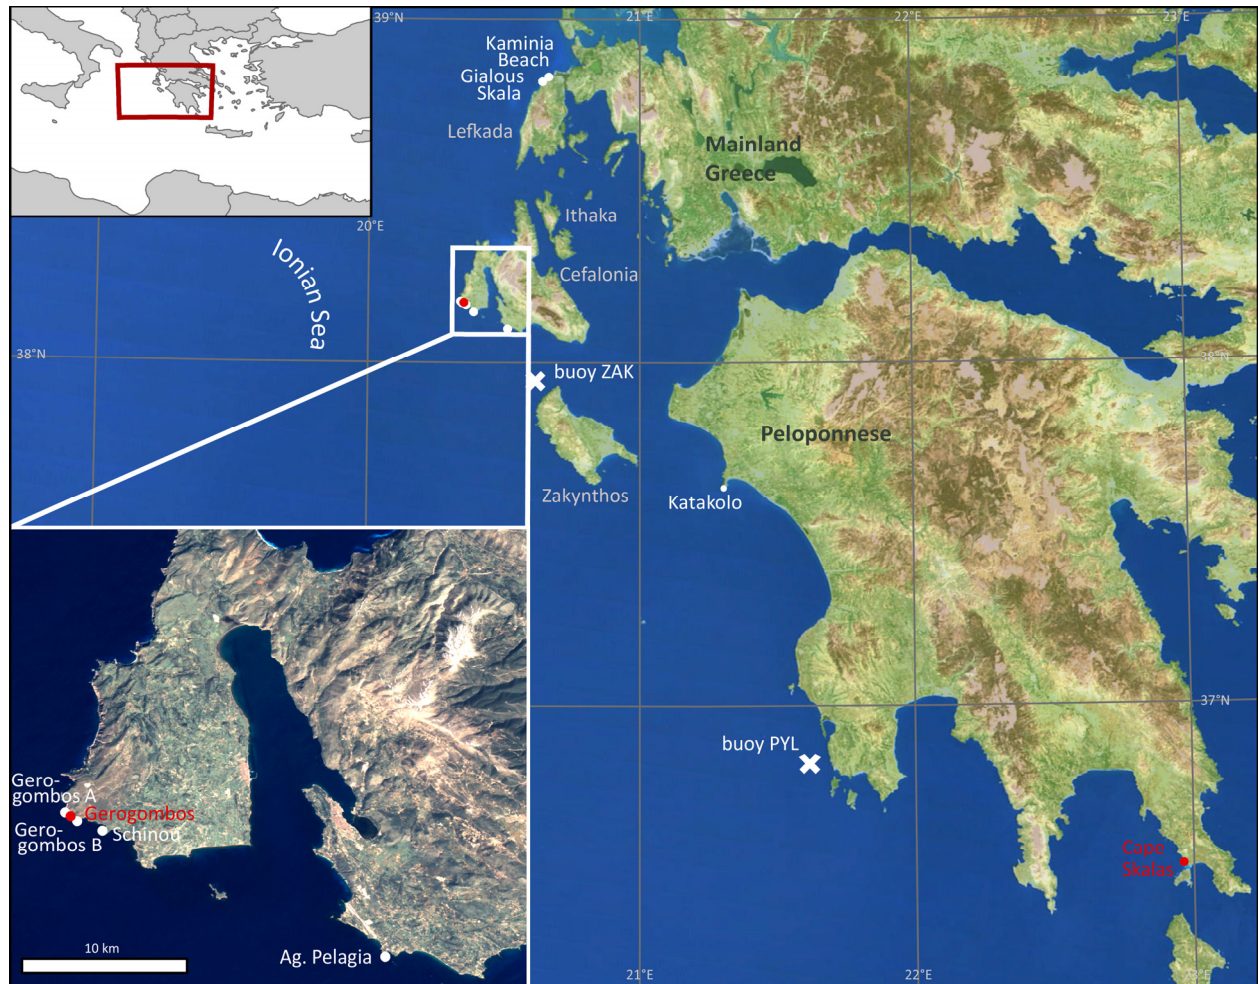 39°N
21°E
22°E
23°E
Kaminia
Beach
Gialous
Skala
Lefkada
Mainland
Greece
20°E
Ithaka
Ionian Sea
Cefalonia
38°N
38°N
buoy ZAK
Peloponnese
Zakynthos
Katakolo
37°N
buoy PYL
Gero-
gombos A
Gerogombos
Gero-
gombos B
Schinou
Cape
Skalas
10 km
Ag. Pelagia
21°E
22°E
23°E